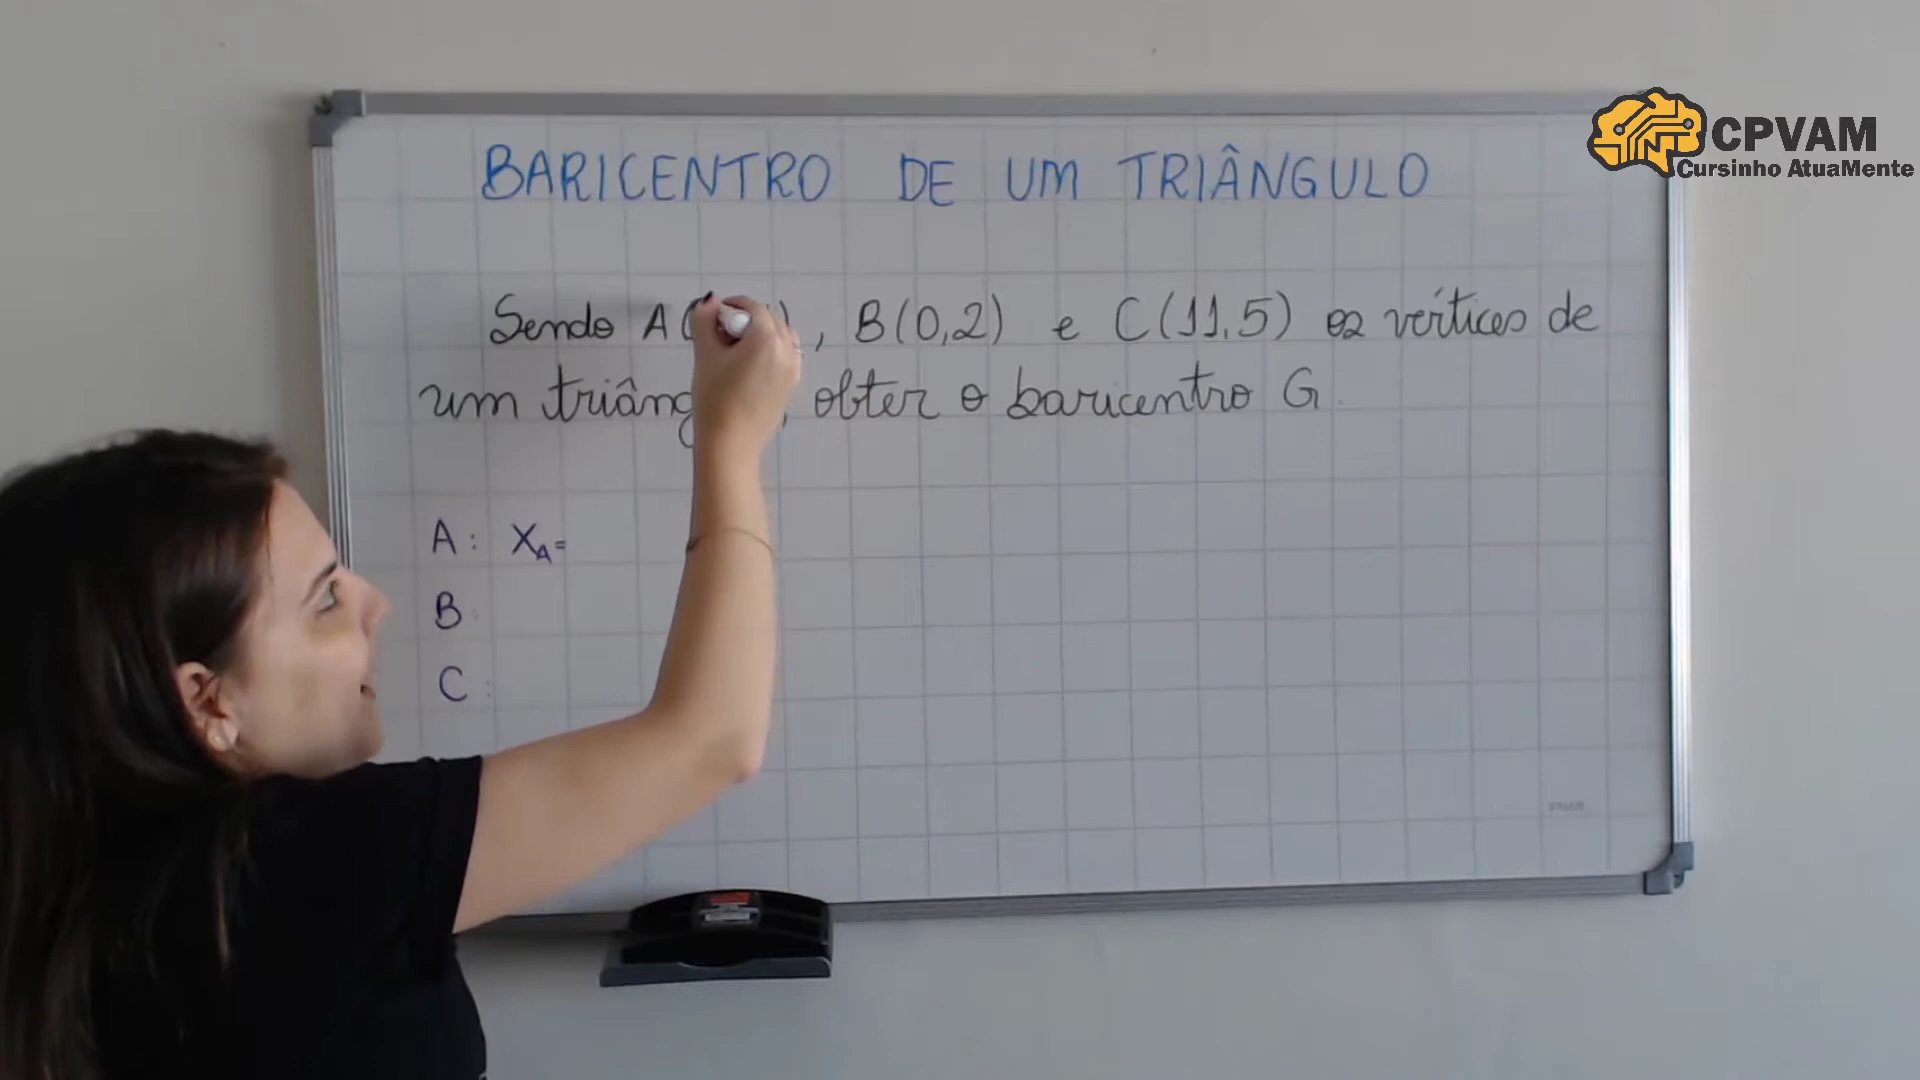 CPVAM
Cursinho AtuaMente
BARICENTRO DE UM TRIÂNGULO
Sendo A( ), B(0,2) e C(11,5) os vértices de
um triâng , obter o baricentro G.
A: XA=
B:
C: